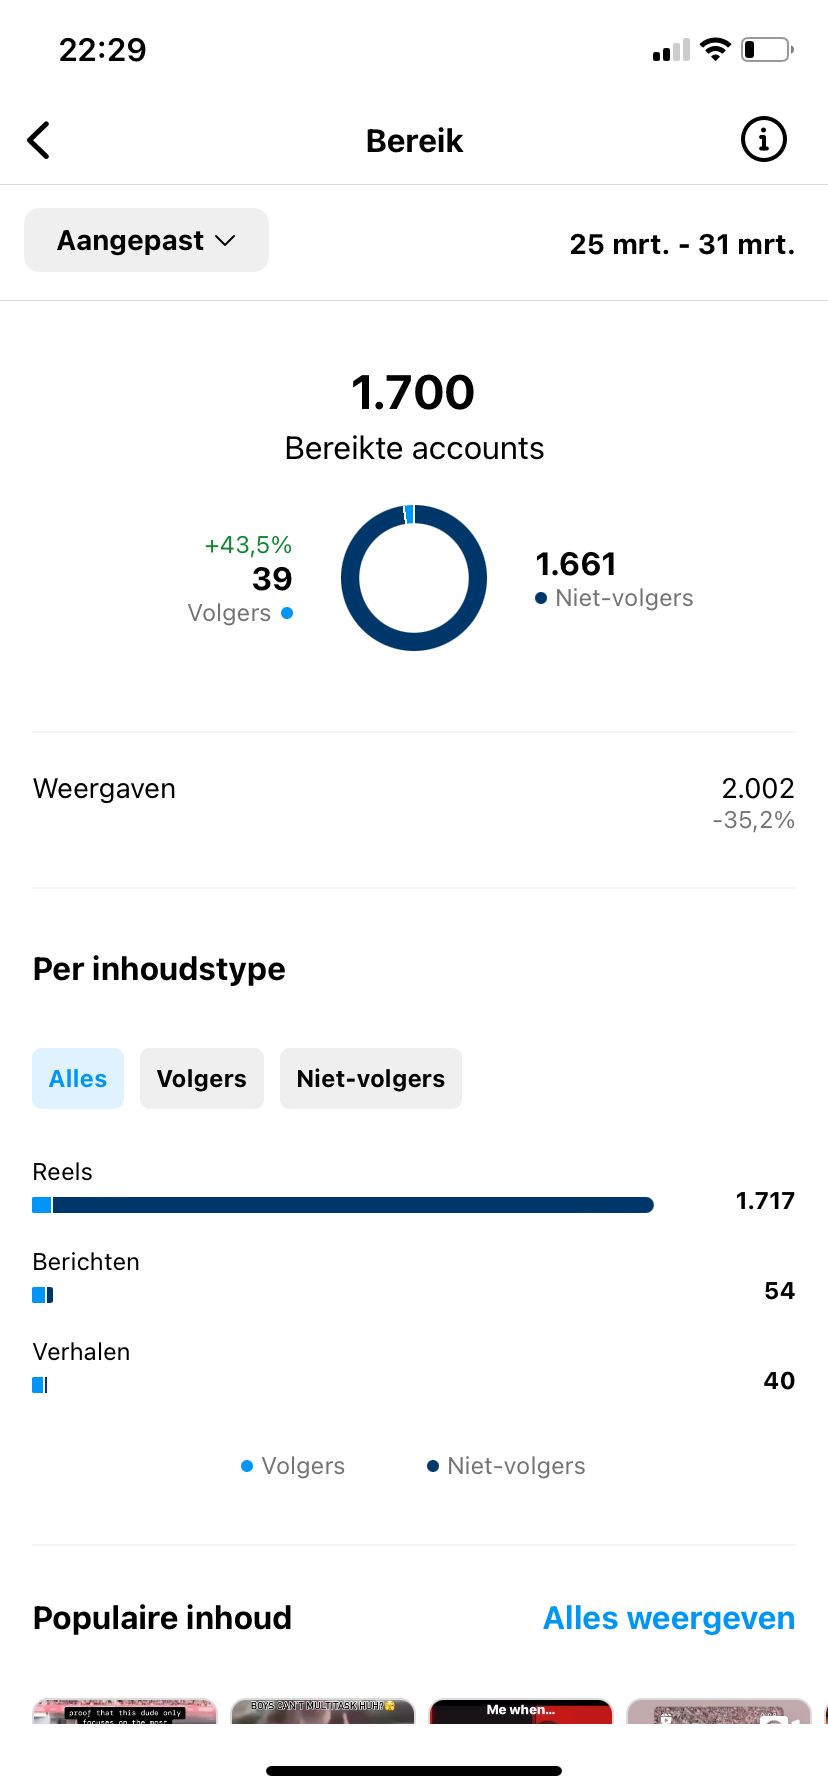 22:29
Bereik
Aangepast
25 mrt. - 31 mrt.
1.700
Bereikte accounts
+43,5%
39
Volgers
1.661
Niet-volgers
Weergaven
2.002
-35,2%
Per inhoudstype
Alles
Volgers
Niet-volgers
Reels
1.717
Berichten
54
Verhalen
40
Volgers
Niet-volgers
Populaire inhoud
Alles weergeven
proof that this dude only
focuses on the most
BOYS CAN'T MULTITASK HUH?
Me when...